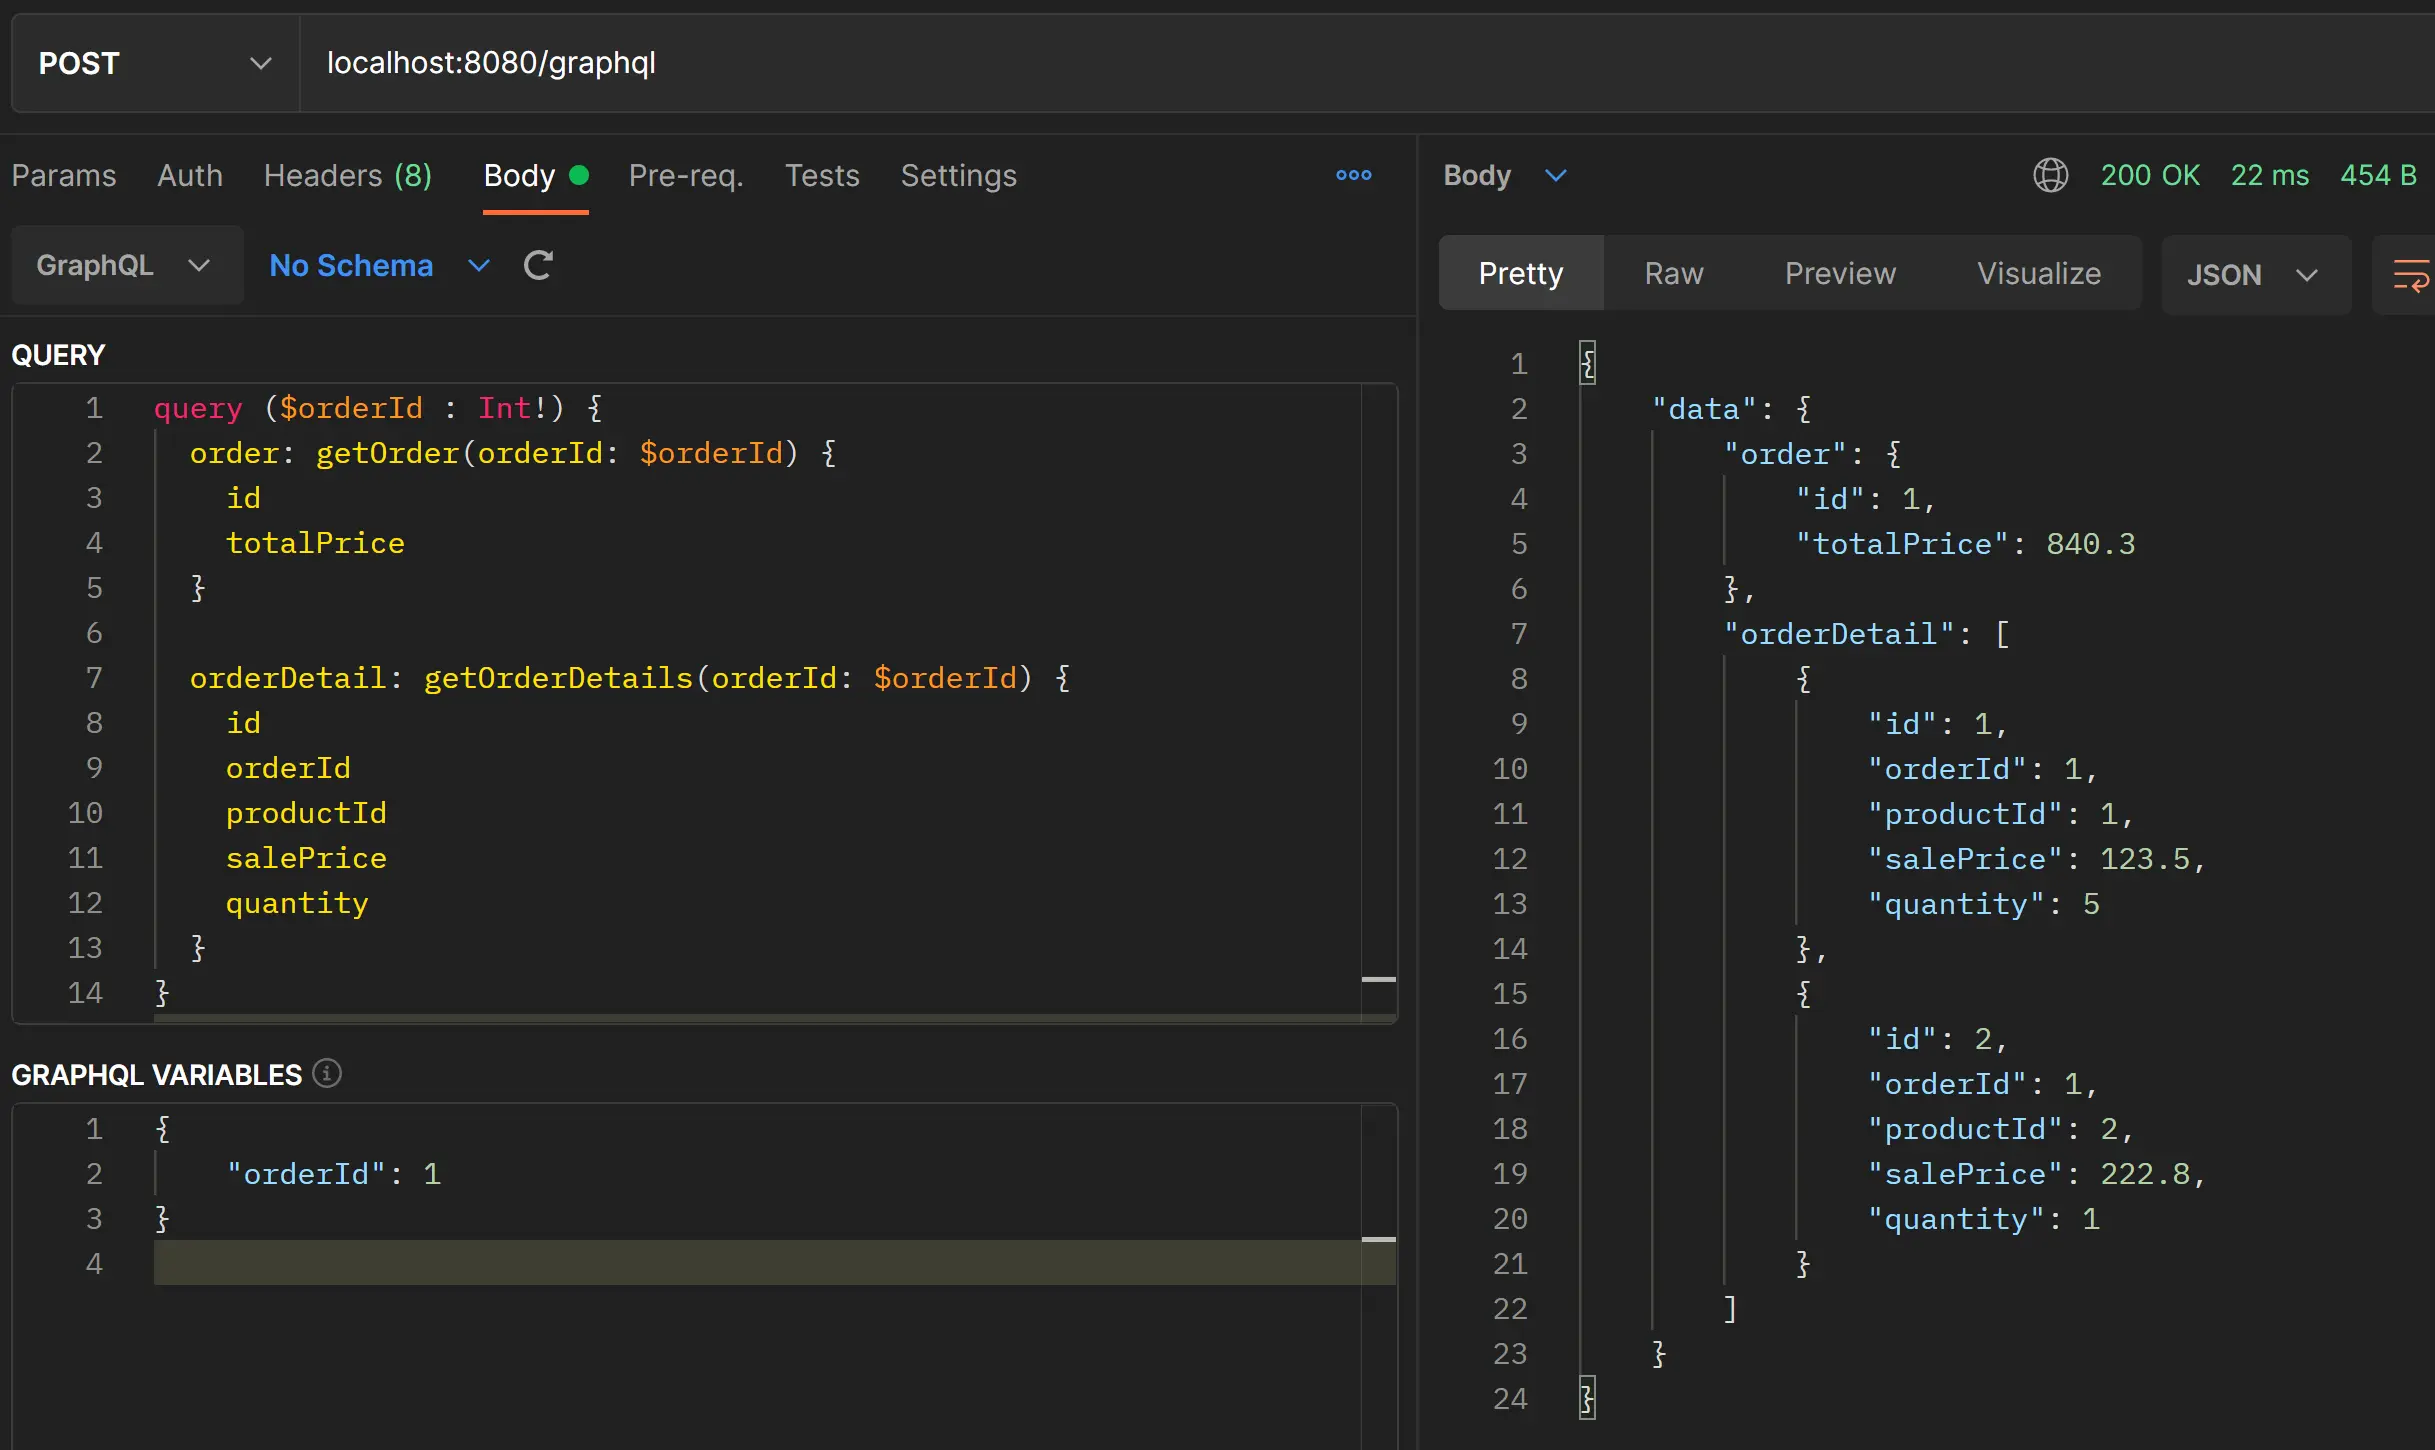 POST localhost:8080/graphql
Params Auth Headers (8) Body Pre-req. Tests Settings
GraphQL No Schema
QUERY
1 query ($orderId : Int!) {
2 order: getOrder(orderId: $orderId) {
3 id
4 totalPrice
5 }
6
7 orderDetail: getOrderDetails(orderId: $orderId) {
8 id
9 orderId
10 productId
11 salePrice
12 quantity
13 }
14 }
GRAPHQL VARIABLES
1 {
2 "orderId": 1
3 }
4
Body 200 OK 22 ms 454 B
Pretty Raw Preview Visualize JSON
1 {
2 "data": {
3 "order": {
4 "id": 1,
5 "totalPrice": 840.3
6 },
7 "orderDetail": [
8 {
9 "id": 1,
10 "orderId": 1,
11 "productId": 1,
12 "salePrice": 123.5,
13 "quantity": 5
14 },
15 {
16 "id": 2,
17 "orderId": 1,
18 "productId": 2,
19 "salePrice": 222.8,
20 "quantity": 1
21 }
22 ]
23 }
24 }